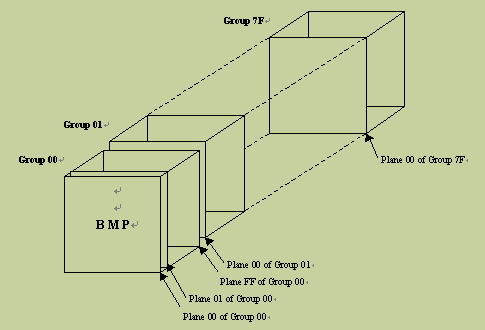 Group 7F
Group 01
Group 00
Plane 00 of Group 7F
B M P
Plane 00 of Group 01
Plane FF of Group 00
Plane 01 of Group 00
Plane 00 of Group 00